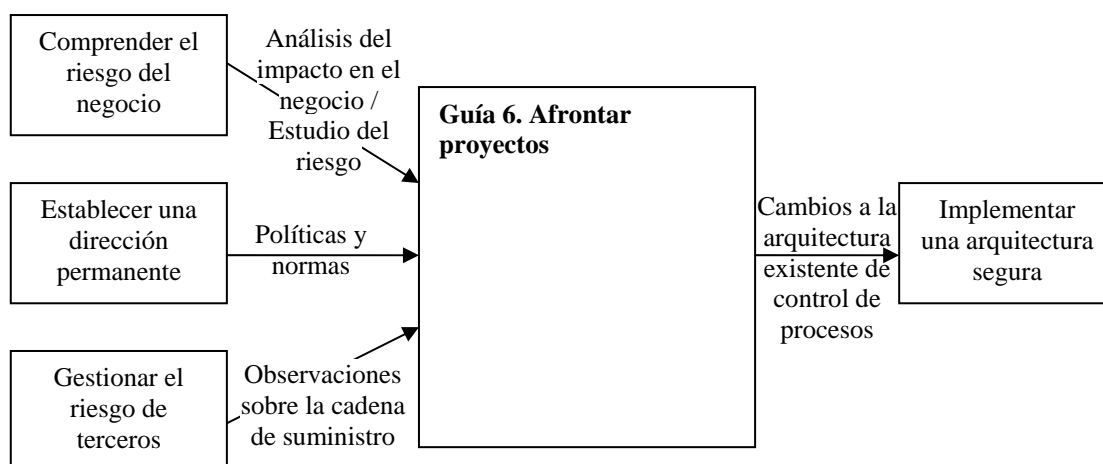 Comprender el
riesgo del
negocio
Análisis del
impacto en el
negocio /
Estudio del
riesgo
Establecer una
dirección
permanente
Políticas y
normas
Gestionar el
riesgo de
terceros
Observaciones
sobre la cadena
de suministro
Guía 6. Afrontar
proyectos
Cambios a la
arquitectura
existente de
control de
procesos
Implementar
una arquitectura
segura